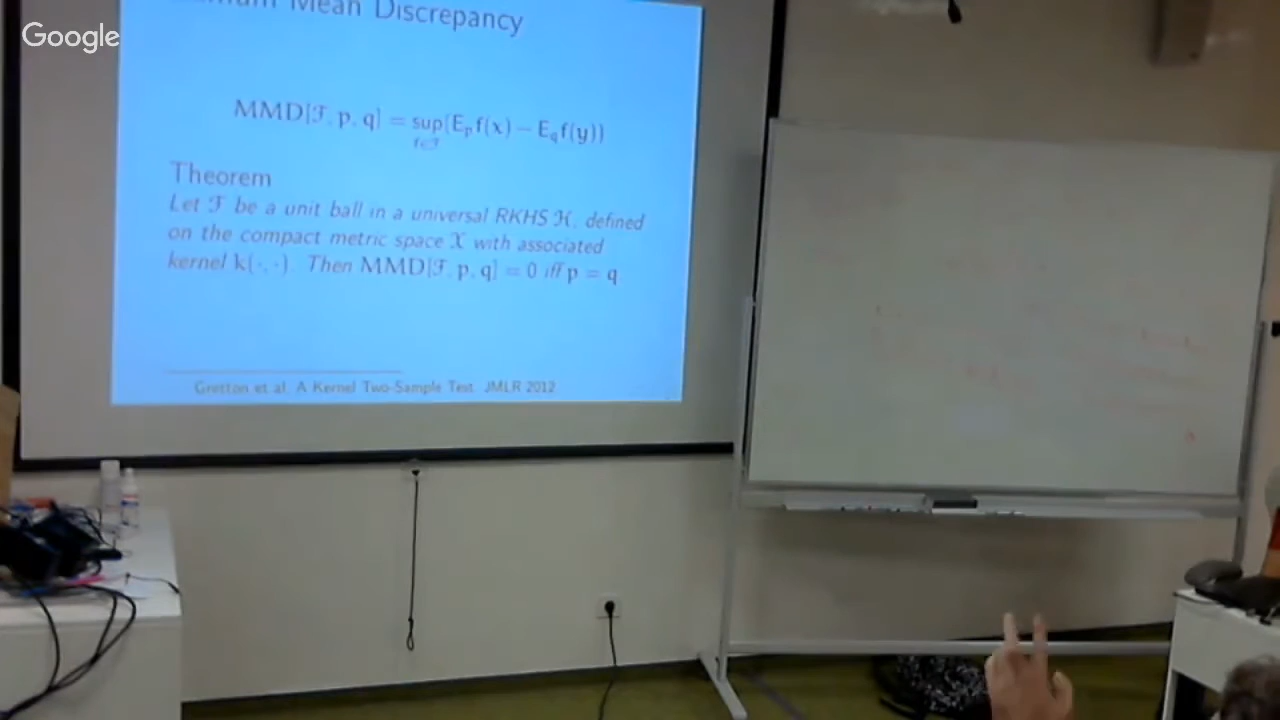 Google
Mean Discrepancy
MMD[ℱ, p, q] = sup(E_p f(x) − E_q f(y))
f∈ℱ
Theorem
Let ℱ be a unit ball in a universal RKHS ℋ, defined
on the compact metric space 𝒳 with associated
kernel k(·, ·). Then MMD[ℱ, p, q] = 0 iff p = q
Gretton et al. A Kernel Two-Sample Test. JMLR 2012